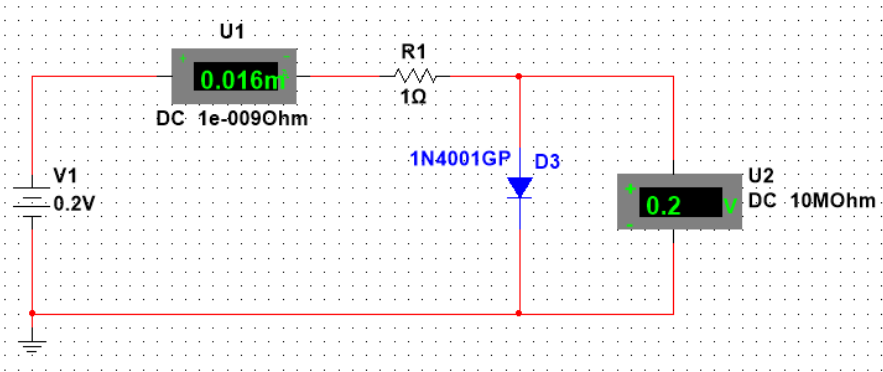 U1
0.016m
DC 1e-009Ohm
R1
1Ω
V1
0.2V
1N4001GP D3
U2
0.2 V
DC 10MOhm